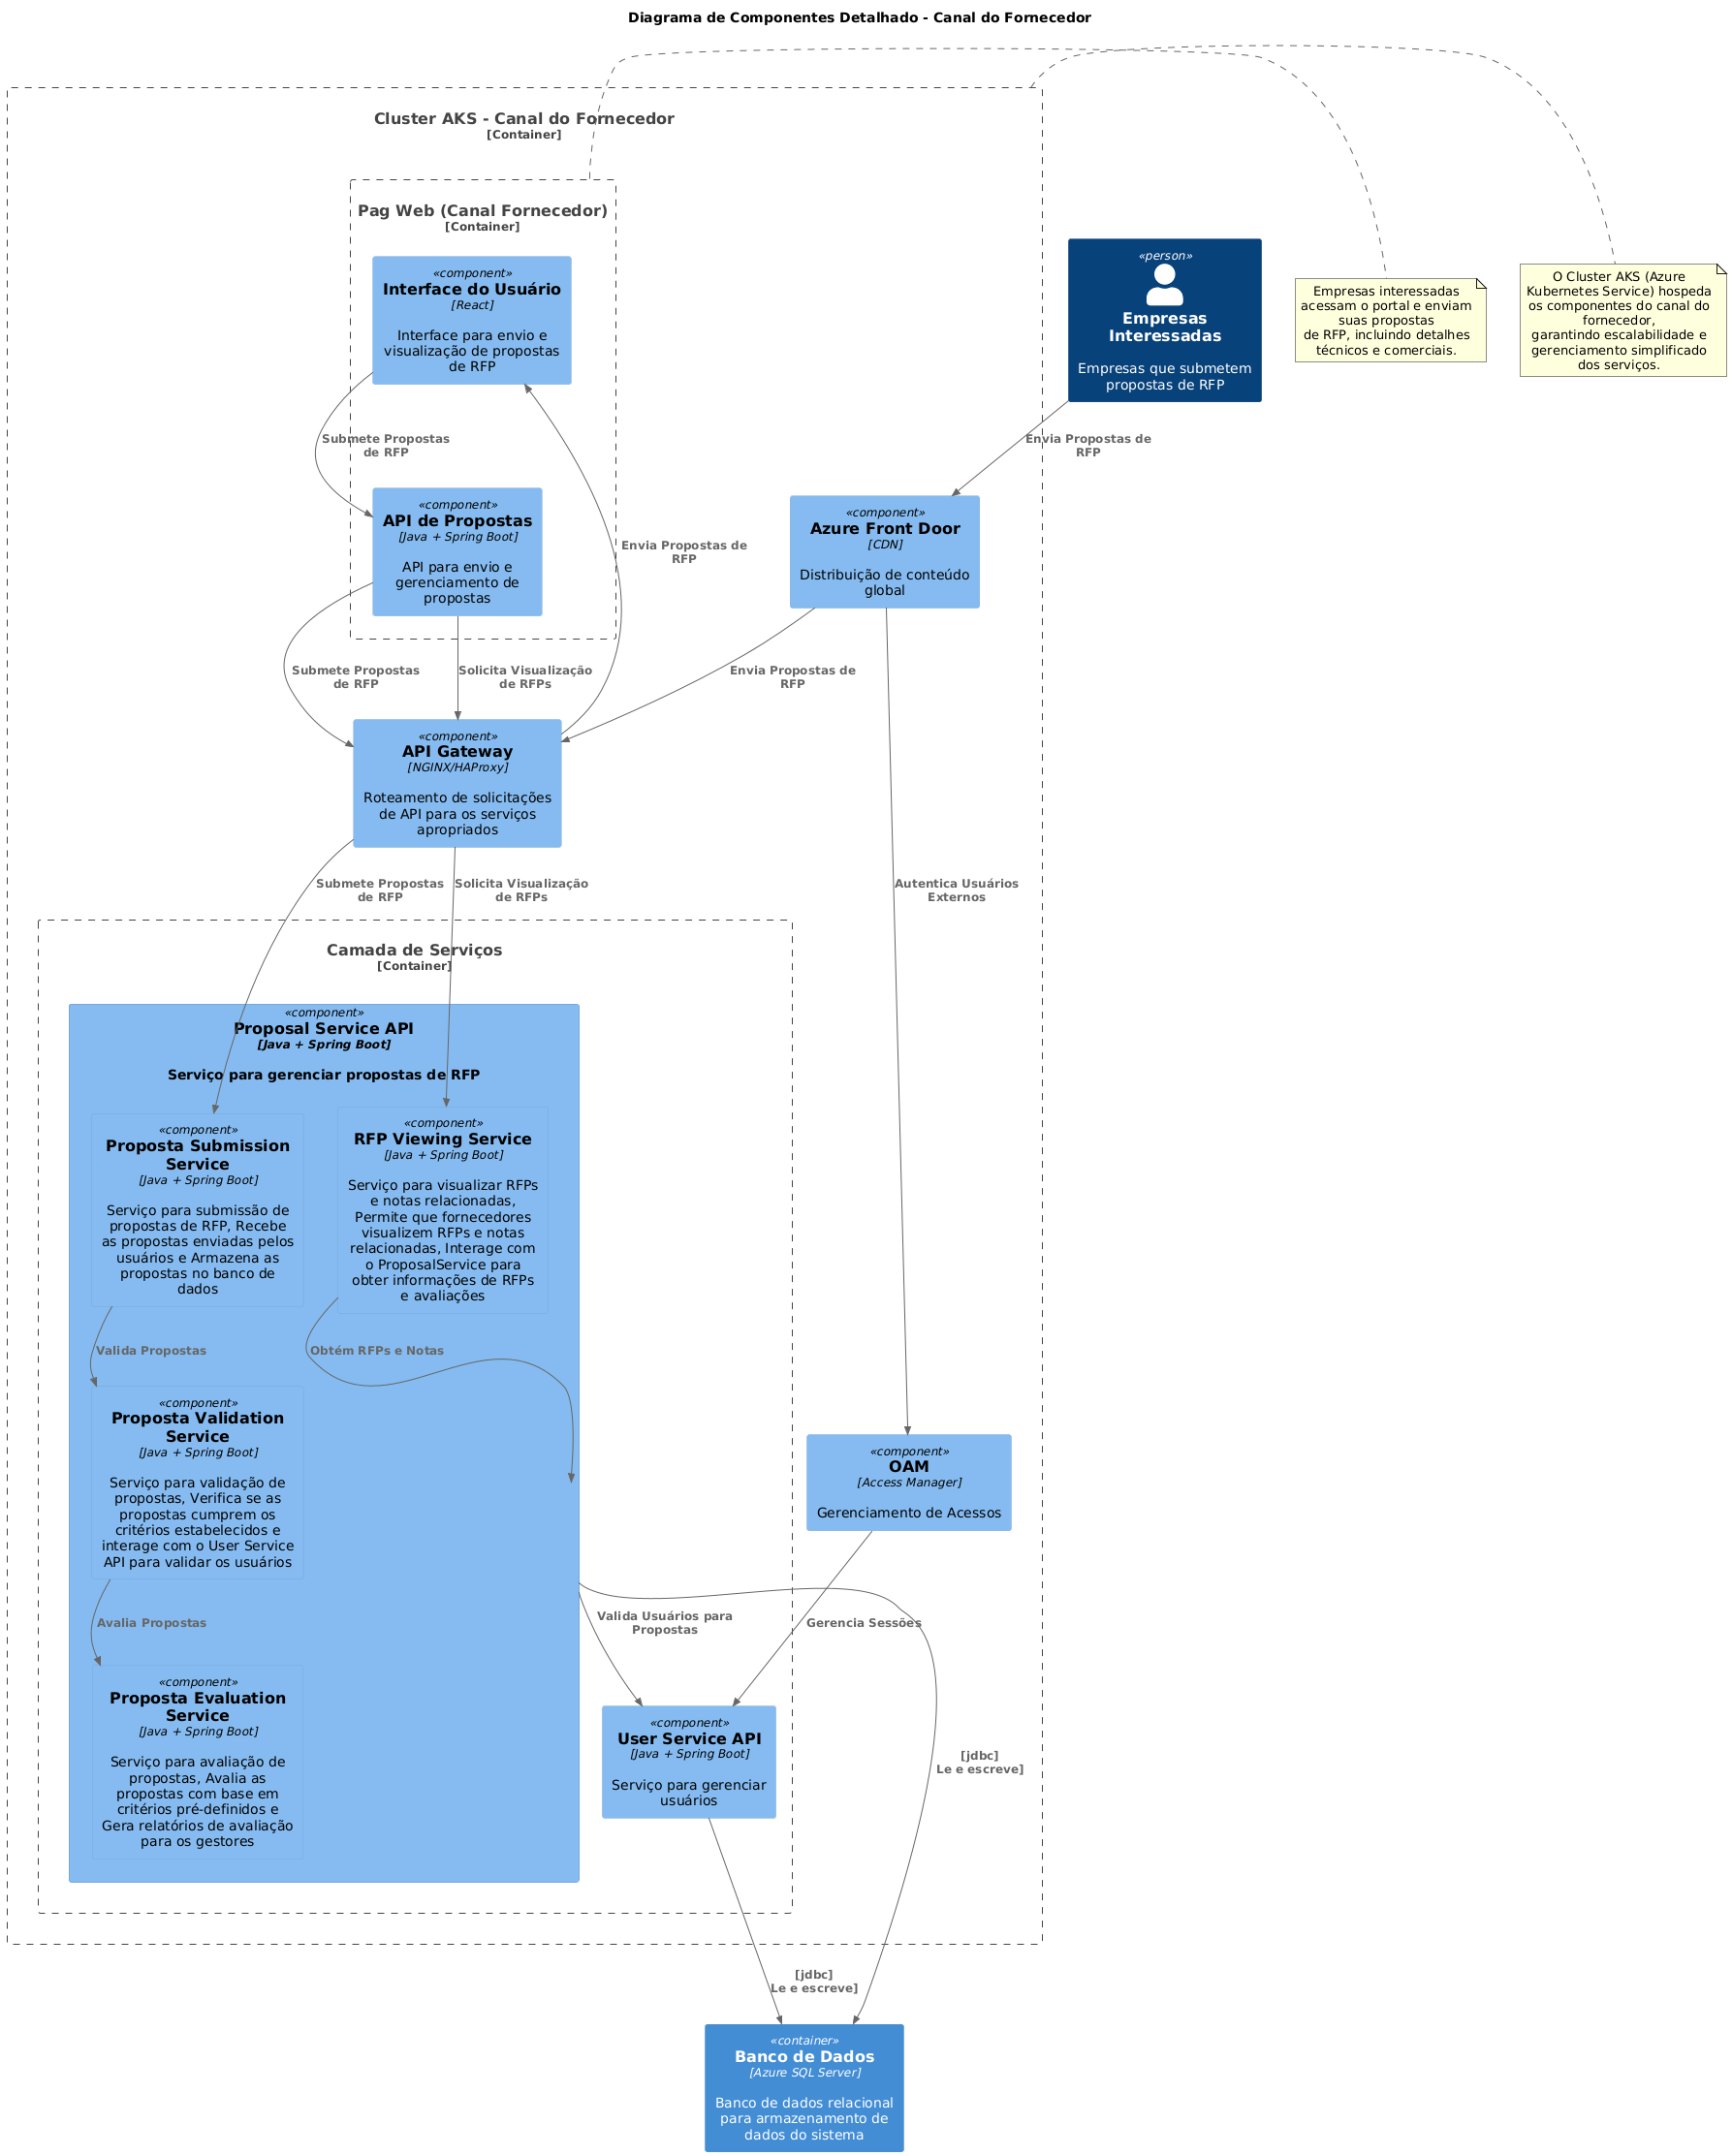 Diagrama de Componentes Detalhado - Canal do Fornecedor
Cluster AKS - Canal do Fornecedor
[Container]
Pag Web (Canal Fornecedor)
[Container]
«component»
Interface do Usuário
[React]
Interface para envio e
visualização de propostas
de RFP
«person»
Empresas
Interessadas
Empresas que submetem
propostas de RFP
Empresas interessadas
acessam o portal e enviam
suas propostas
de RFP, incluindo detalhes
técnicos e comerciais.
O Cluster AKS (Azure
Kubernetes Service) hospeda
os componentes do canal do
fornecedor,
garantindo escalabilidade e
gerenciamento simplificado
dos serviços.
Submete Propostas
de RFP
Envia Propostas de
RFP
«component»
API de Propostas
[Java + Spring Boot]
API para envio e
gerenciamento de
propostas
Envia Propostas de
RFP
«component»
Azure Front Door
[CDN]
Distribuição de conteúdo
global
Submete Propostas
de RFP
Solicita Visualização
de RFPs
Envia Propostas de
RFP
«component»
API Gateway
[NGINX/HAProxy]
Roteamento de solicitações
de API para os serviços
apropriados
Submete Propostas
de RFP
Solicita Visualização
de RFPs
Autentica Usuários
Externos
Camada de Serviços
[Container]
«component»
Proposal Service API
[Java + Spring Boot]
Serviço para gerenciar propostas de RFP
«component»
Proposta Submission
Service
[Java + Spring Boot]
Serviço para submissão de
propostas de RFP, Recebe
as propostas enviadas pelos
usuários e Armazena as
propostas no banco de
dados
«component»
RFP Viewing Service
[Java + Spring Boot]
Serviço para visualizar RFPs
e notas relacionadas,
Permite que fornecedores
visualizem RFPs e notas
relacionadas, Interage com
o ProposalService para
obter informações de RFPs
e avaliações
Valida Propostas
Obtém RFPs e Notas
«component»
Proposta Validation
Service
[Java + Spring Boot]
Serviço para validação de
propostas, Verifica se as
propostas cumprem os
critérios estabelecidos e
interage com o User Service
API para validar os usuários
«component»
OAM
[Access Manager]
Gerenciamento de Acessos
Avalia Propostas
Valida Usuários para
Propostas
Gerencia Sessões
«component»
Proposta Evaluation
Service
[Java + Spring Boot]
Serviço para avaliação de
propostas, Avalia as
propostas com base em
critérios pré-definidos e
Gera relatórios de avaliação
para os gestores
«component»
User Service API
[Java + Spring Boot]
Serviço para gerenciar
usuários
[jdbc]
Le e escreve]
[jdbc]
Le e escreve]
«container»
Banco de Dados
[Azure SQL Server]
Banco de dados relacional
para armazenamento de
dados do sistema